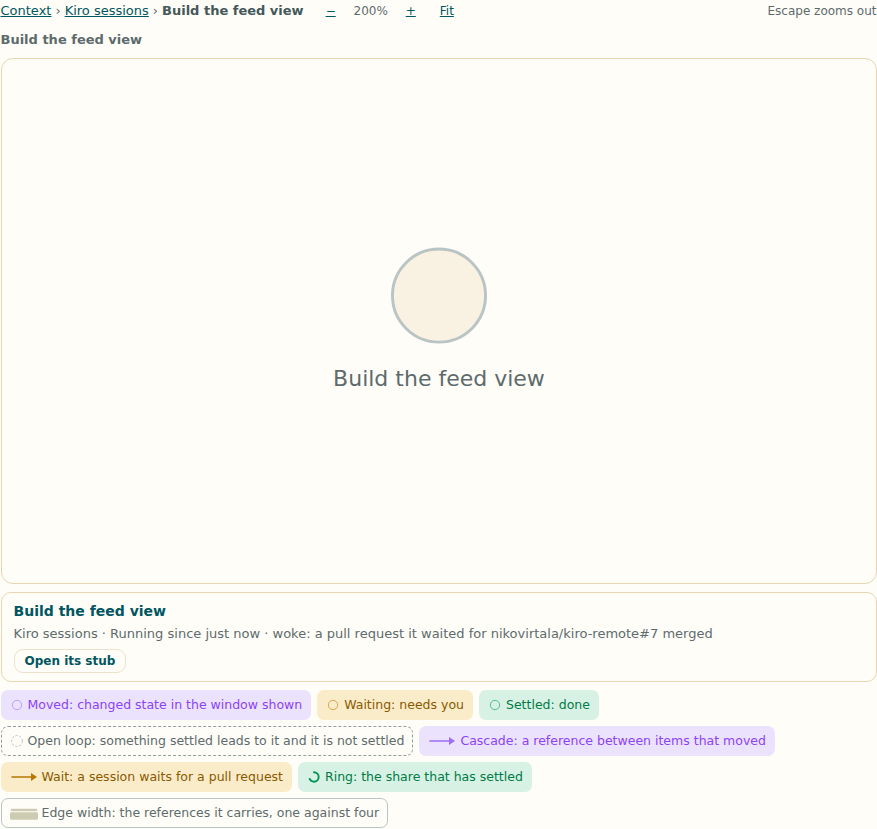 Context › Kiro sessions › Build the feed view − 200% + Fit Escape zooms out
Build the feed view
Build the feed view
Build the feed view
Kiro sessions · Running since just now · woke: a pull request it waited for nikovirtala/kiro-remote#7 merged
Open its stub
Moved: changed state in the window shown Waiting: needs you Settled: done
Open loop: something settled leads to it and it is not settled Cascade: a reference between items that moved
Wait: a session waits for a pull request Ring: the share that has settled
Edge width: the references it carries, one against four